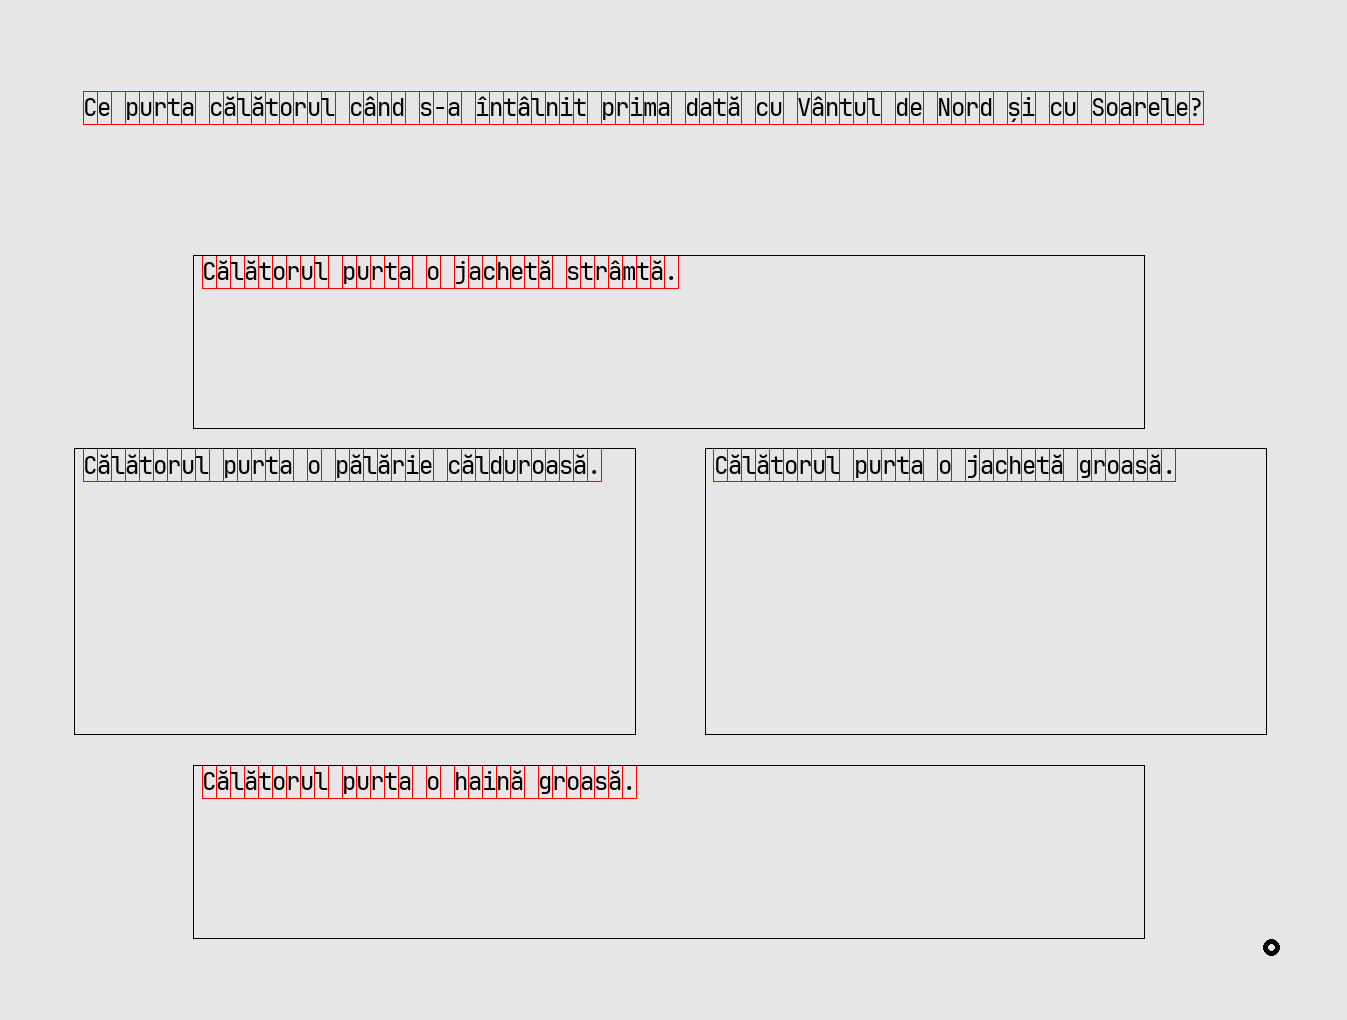 Ce purta călătorul când s-a întâlnit prima dată cu Vântul de Nord și cu Soarele?
Călătorul purta o jachetă strâmtă.
Călătorul purta o pălărie călduroasă.
Călătorul purta o jachetă groasă.
Călătorul purta o haină groasă.